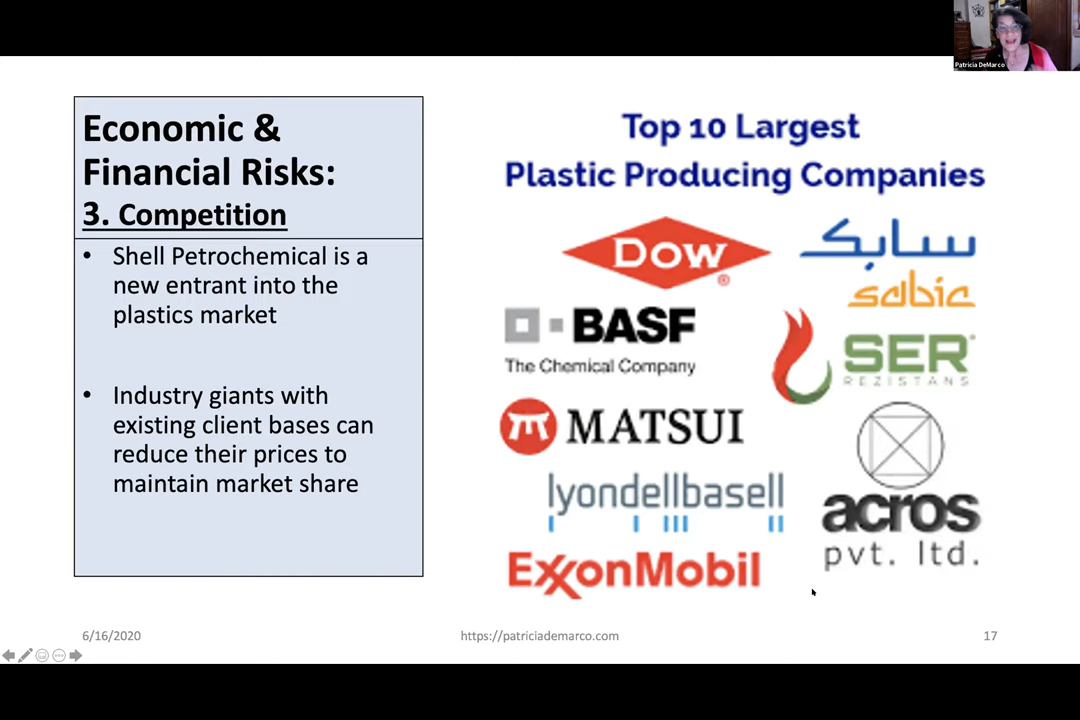 Patricia DeMarco
Economic &
Financial Risks:
3. Competition
• Shell Petrochemical is a
new entrant into the
plastics market
• Industry giants with
existing client bases can
reduce their prices to
maintain market share
Top 10 Largest
Plastic Producing Companies
Dow
سابك
sabic
BASF
The Chemical Company
SER
REZISTANS
MATSUI
lyondellbasell
acros
pvt. ltd.
ExxonMobil
6/16/2020
https://patriciademarco.com
17